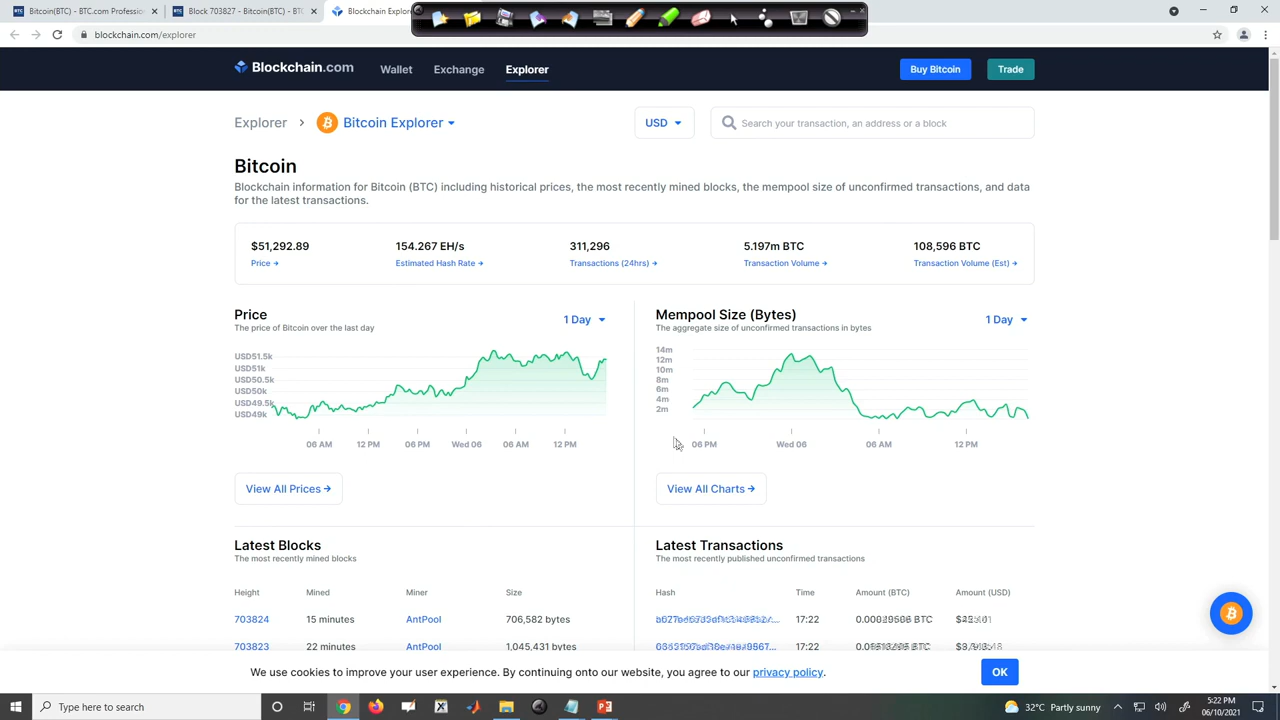 Bitcoin(BTC) - BTC.com Professio
Block 703827 - Bitcoin(BTC)
Bitcoin Explor
blockchain.com/explorer
Blockchain.com
Wallet
Exchange
Explorer
Buy Bitcoin
Trade
Explorer
Bitcoin Explorer
USD
Search your transaction, an address or a block
Bitcoin
Blockchain information for Bitcoin (BTC) including historical prices, the most recently mined blocks, the mempool size of unconfirmed transactions, and data
for the latest transactions.
$51,292.89
154.267 EH/s
311,296
5.197m BTC
108,596 BTC
Price →
Estimated Hash Rate →
Transactions (24hrs) →
Transaction Volume →
Transaction Volume (Est) →
Price
The price of Bitcoin over the last day
1 Day
USD51.5k
USD51k
USD50.5k
USD50k
USD49.5k
USD49k
06 AM
12 PM
06 PM
Wed 06
06 AM
12 PM
View All Prices →
Mempool Size (Bytes)
The aggregate size of unconfirmed transactions in bytes
1 Day
14m
12m
10m
8m
6m
4m
2m
06 PM
Wed 06
06 AM
12 PM
View All Charts →
Latest Blocks
The most recently mined blocks
Height Mined Miner Size
703824 15 minutes AntPool 706,582 bytes
703823 22 minutes AntPool 1,045,431 bytes
Latest Transactions
The most recently published unconfirmed transactions
Hash Time Amount (BTC) Amount (USD)
17:22
17:22
We use cookies to improve your user experience. By continuing onto our website, you agree to our privacy policy.
OK
Type here to search
32°C Partly sunny
5:22 PM
06/10/2021